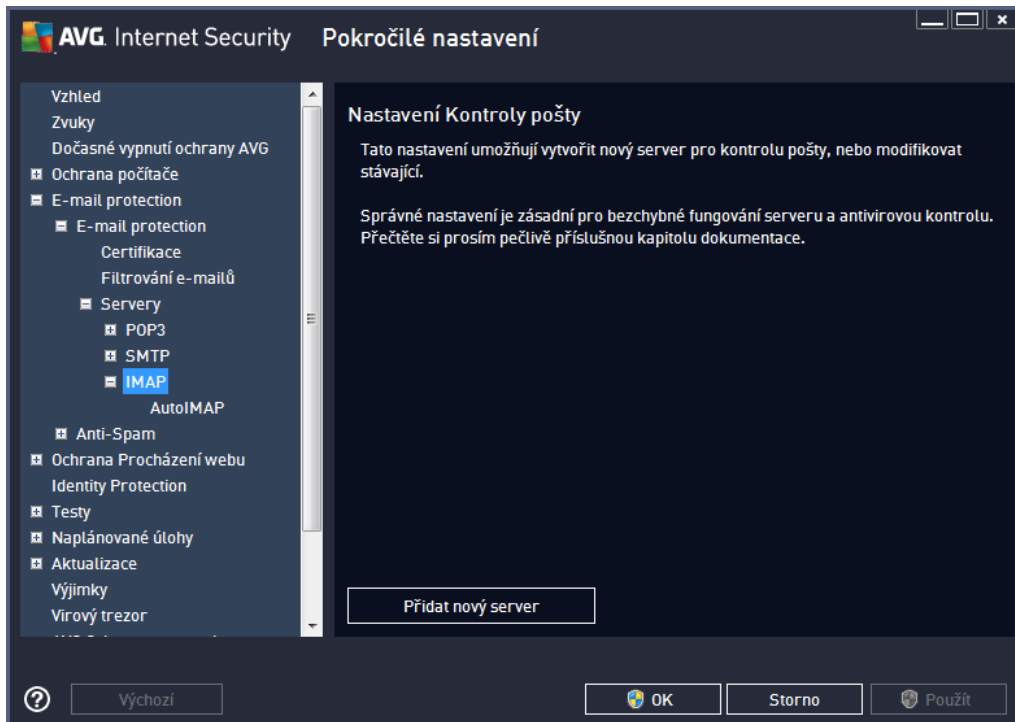 AVG. Internet Security Pokročilé nastavení
Vzhled
Zvuky
Dočasné vypnutí ochrany AVG
Ochrana počítače
E-mail protection
E-mail protection
Certifikace
Filtrování e-mailů
Servery
POP3
SMTP
IMAP
AutoIMAP
Anti-Spam
Ochrana Procházení webu
Identity Protection
Testy
Naplánované úlohy
Aktualizace
Výjimky
Virový trezor
Nastavení Kontroly pošty
Tato nastavení umožňují vytvořit nový server pro kontrolu pošty, nebo modifikovat
stávající.
Správné nastavení je zásadní pro bezchybné fungování serveru a antivirovou kontrolu.
Přečtěte si prosím pečlivě příslušnou kapitolu dokumentace.
Přidat nový server
Výchozí
OK
Storno
Použít